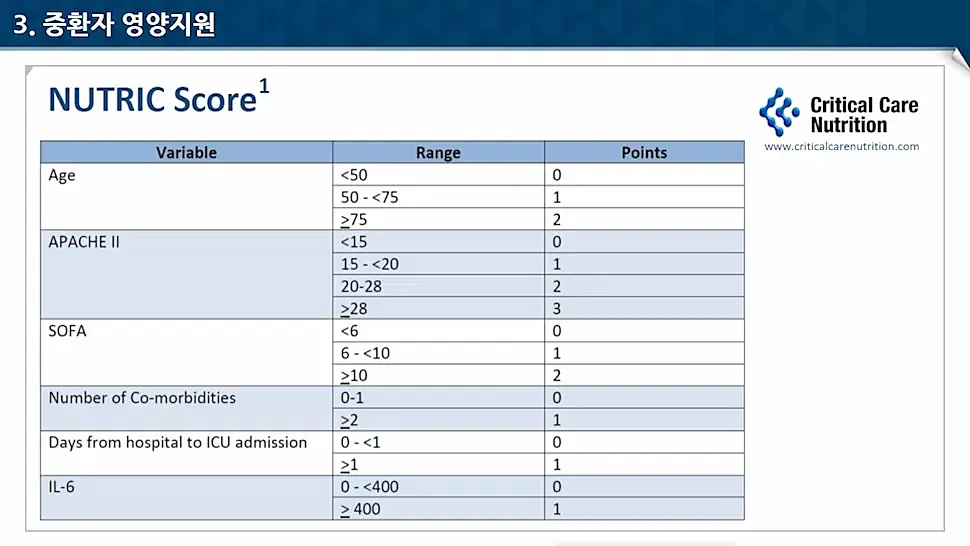 3. 중환자 영양지원
NUTRIC Score1
Critical Care
Nutrition
www.criticalcarenutrition.com
Variable Range Points
Age <50 0
50 - <75 1
≥75 2
APACHE II <15 0
15 - <20 1
20-28 2
≥28 3
SOFA <6 0
6 - <10 1
≥10 2
Number of Co-morbidities 0-1 0
≥2 1
Days from hospital to ICU admission 0 - <1 0
≥1 1
IL-6 0 - <400 0
≥ 400 1